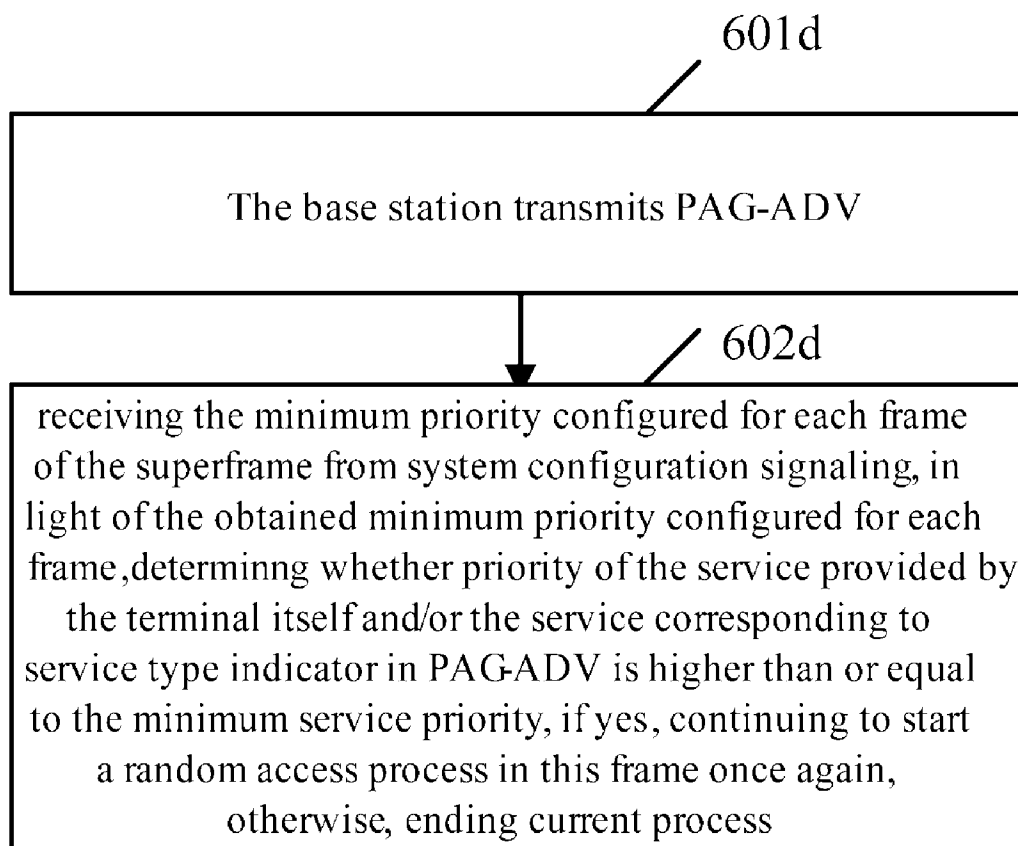 601d
The base station transmits PAG-ADV
602d
receiving the minimum priority configured for each frame
of the superframe from system configuration signaling, in
light of the obtained minimum priority configured for each
frame,determinng whether priority of the service provided by
the terminal itself and/or the service corresponding to
service type indicator in PAG-ADV is higher than or equal
to the minimum service priority, if yes, continuing to start
a random access process in this frame once again,
otherwise, ending current process